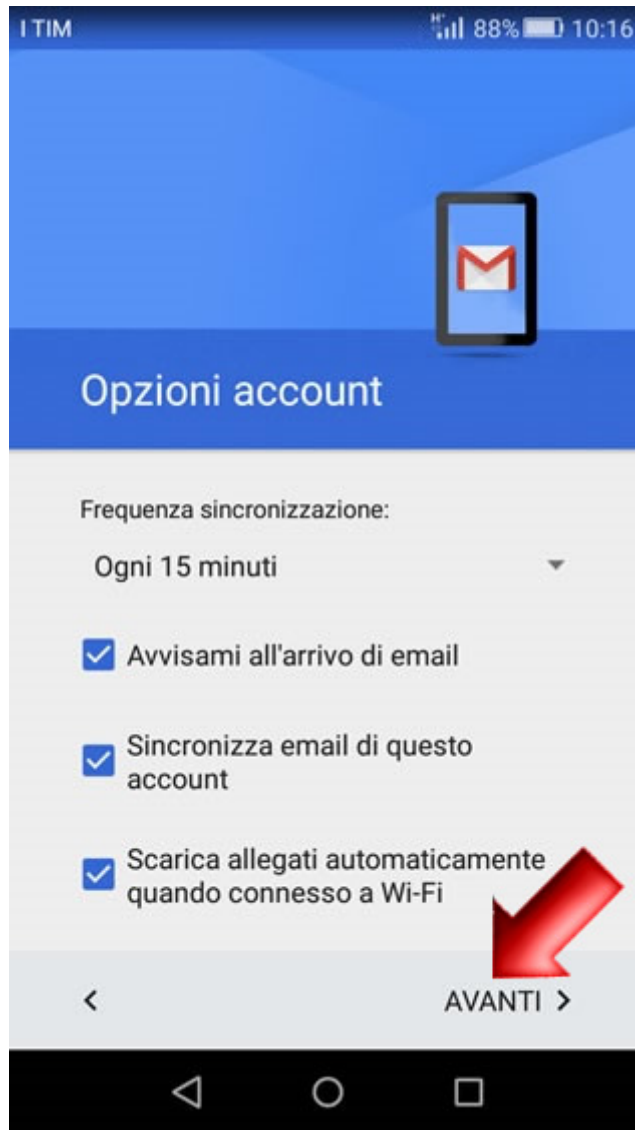 I TIM
H+ 88% 10:16
Opzioni account
Frequenza sincronizzazione:
Ogni 15 minuti
Avvisami all'arrivo di email
Sincronizza email di questo
account
Scarica allegati automaticamente
quando connesso a Wi-Fi
AVANTI